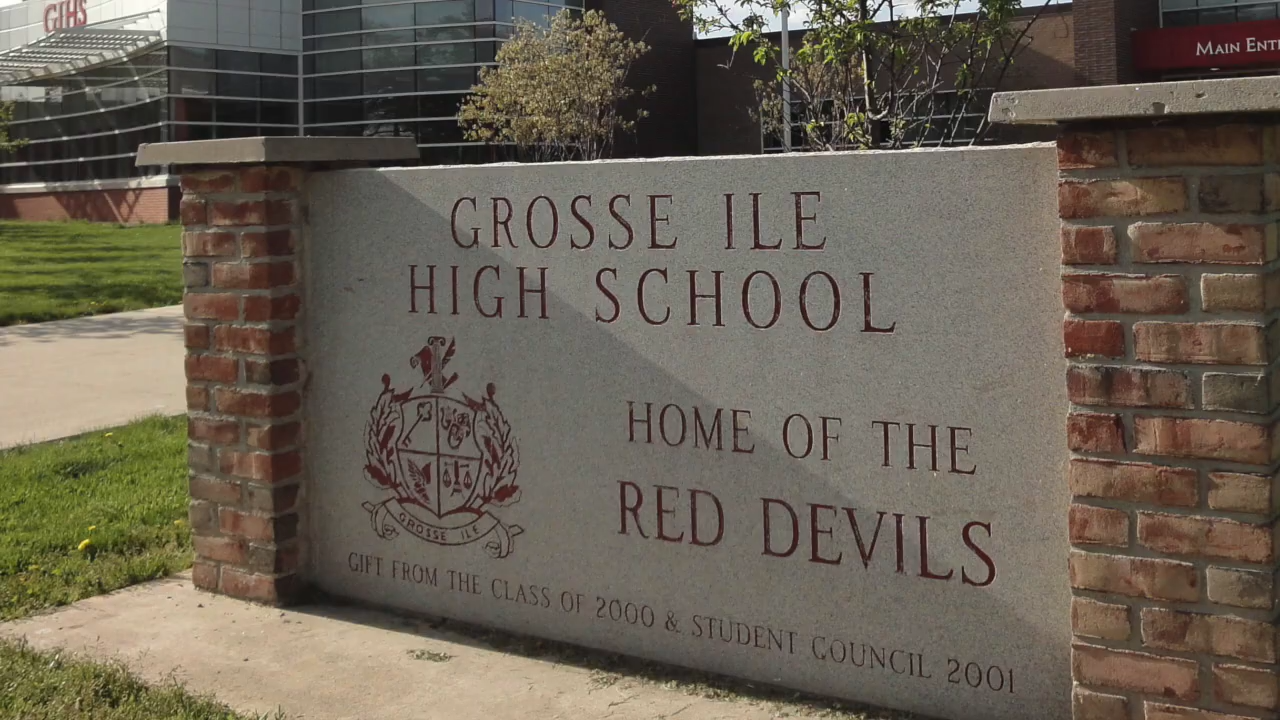 GIHS
MAIN
GROSSE ILE
HIGH SCHOOL
HOME OF THE
RED DEVILS
GROSSE ILE
GIFT FROM THE CLASS OF 2000 & STUDENT COUNCIL 2001